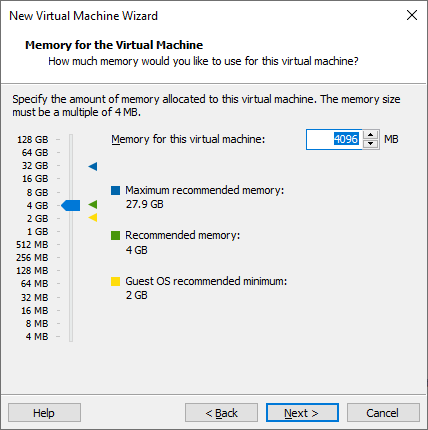 New Virtual Machine Wizard
Memory for the Virtual Machine
How much memory would you like to use for this virtual machine?
Specify the amount of memory allocated to this virtual machine. The memory size
must be a multiple of 4 MB.
Memory for this virtual machine: 4096 MB
128 GB
64 GB
32 GB
16 GB
8 GB
4 GB
2 GB
1 GB
512 MB
256 MB
128 MB
64 MB
32 MB
16 MB
8 MB
4 MB
Maximum recommended memory:
27.9 GB
Recommended memory:
4 GB
Guest OS recommended minimum:
2 GB
Help
< Back
Next >
Cancel